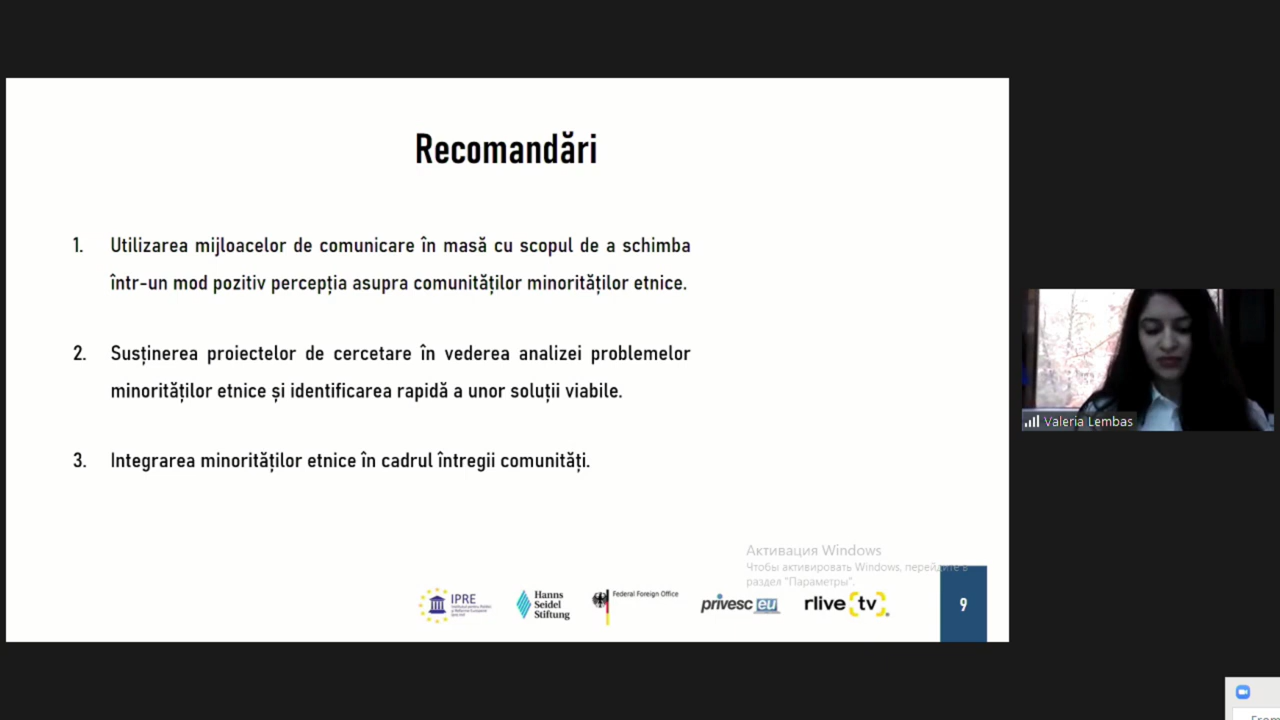 Recomandări
1. Utilizarea mijloacelor de comunicare în masă cu scopul de a schimba
într-un mod pozitiv percepția asupra comunităților minorităților etnice.
2. Susținerea proiectelor de cercetare în vederea analizei problemelor
minorităților etnice și identificarea rapidă a unor soluții viabile.
3. Integrarea minorităților etnice în cadrul întregii comunități.
Valeria Lembas
Активация Windows
Чтобы активировать Windows, перейдите в
раздел "Параметры".
IPRE
Hanns
Seidel
Stiftung
Federal Foreign Office
privesc eu
rlive tv
9